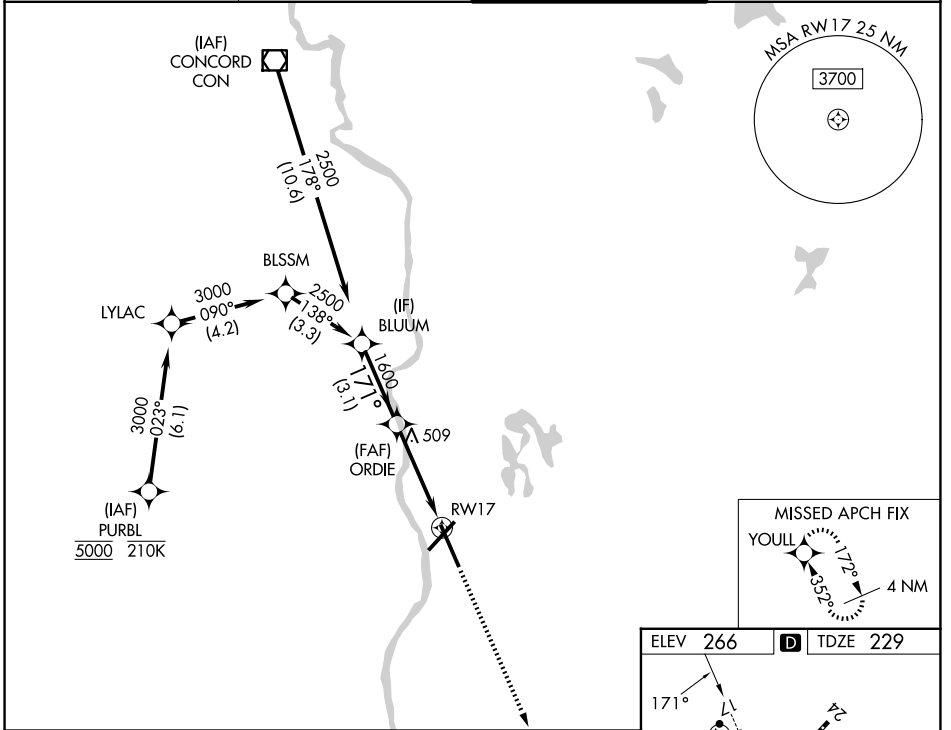 (IAF)
CONCORD
CON
MSA RW17 25 NM
3700
2500
178°
(10.6)
BLSSM
LYLAC
3000
090°
(4.2)
2500
138°
(3.3)
(IF)
BLUUM
1600
171°
(3.1)
3000
023°
(6.1)
509
(FAF)
ORDIE
(IAF)
PURBL
5000 210K
RW17
MISSED APCH FIX
YOULL
172°
352°
4 NM
ELEV 266 D TDZE 229
171°
17
24